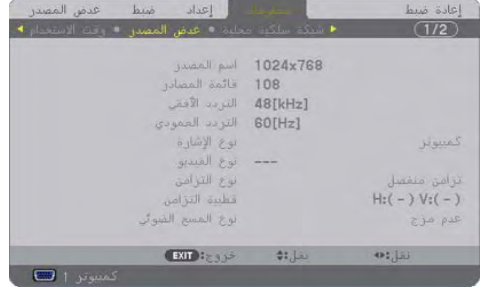 عرض المصدر ضبط إعداد معلومات إعادة ضبط
◀ وقت الاستخدام • عرض المصدر • شبكة سلكية محلية ▶ (1/2)
اسم المصدر 1024x768
قائمة المصادر 108
التردد الأفقي 48[kHz]
التردد العمودي 60[Hz]
نوع الإشارة كمبيوتر
نوع الفيديو ---
نوع التزامن تزامن منفصل
قطبية التزامن H:( - ) V:( - )
نوع المسح الضوئي عدم مزج
EXIT خروج: نقل: نقل:
كمبيوتر 1